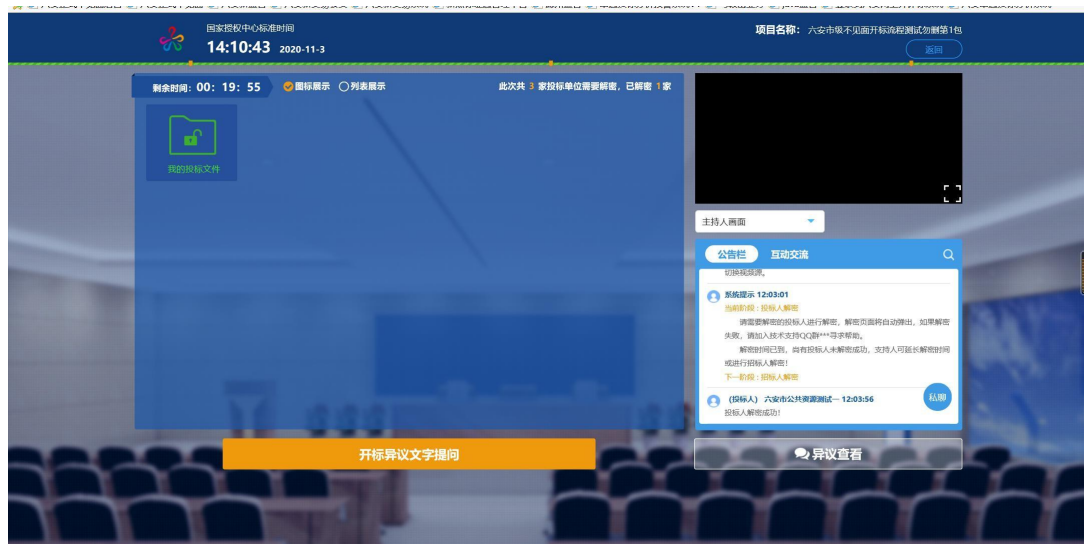 国家授权中心标准时间
14:10:43 2020-11-3
项目名称: 六安市级不见面开标流程测试勿删第1包
返回
剩余时间: 00: 19: 55
图标展示
列表展示
此次共 3 家投标单位需要解密, 已解密 1家
我的投标文件
主持人画面
公告栏
互动交流
切换视频源。
系统提示 12:03:01
当前阶段 : 投标人解密
请需要解密的投标人进行解密, 解密页面将自动弹出, 如果解密
失败, 请加入技术支持QQ群***寻求帮助。
解密时间已到, 尚有投标人未解密成功, 支持人可延长解密时间
或进行招标人解密!
下一阶段 : 招标人解密
(投标人) 六安市公共资源测试一 12:03:56
投标人解密成功!
私聊
开标异议文字提问
异议查看